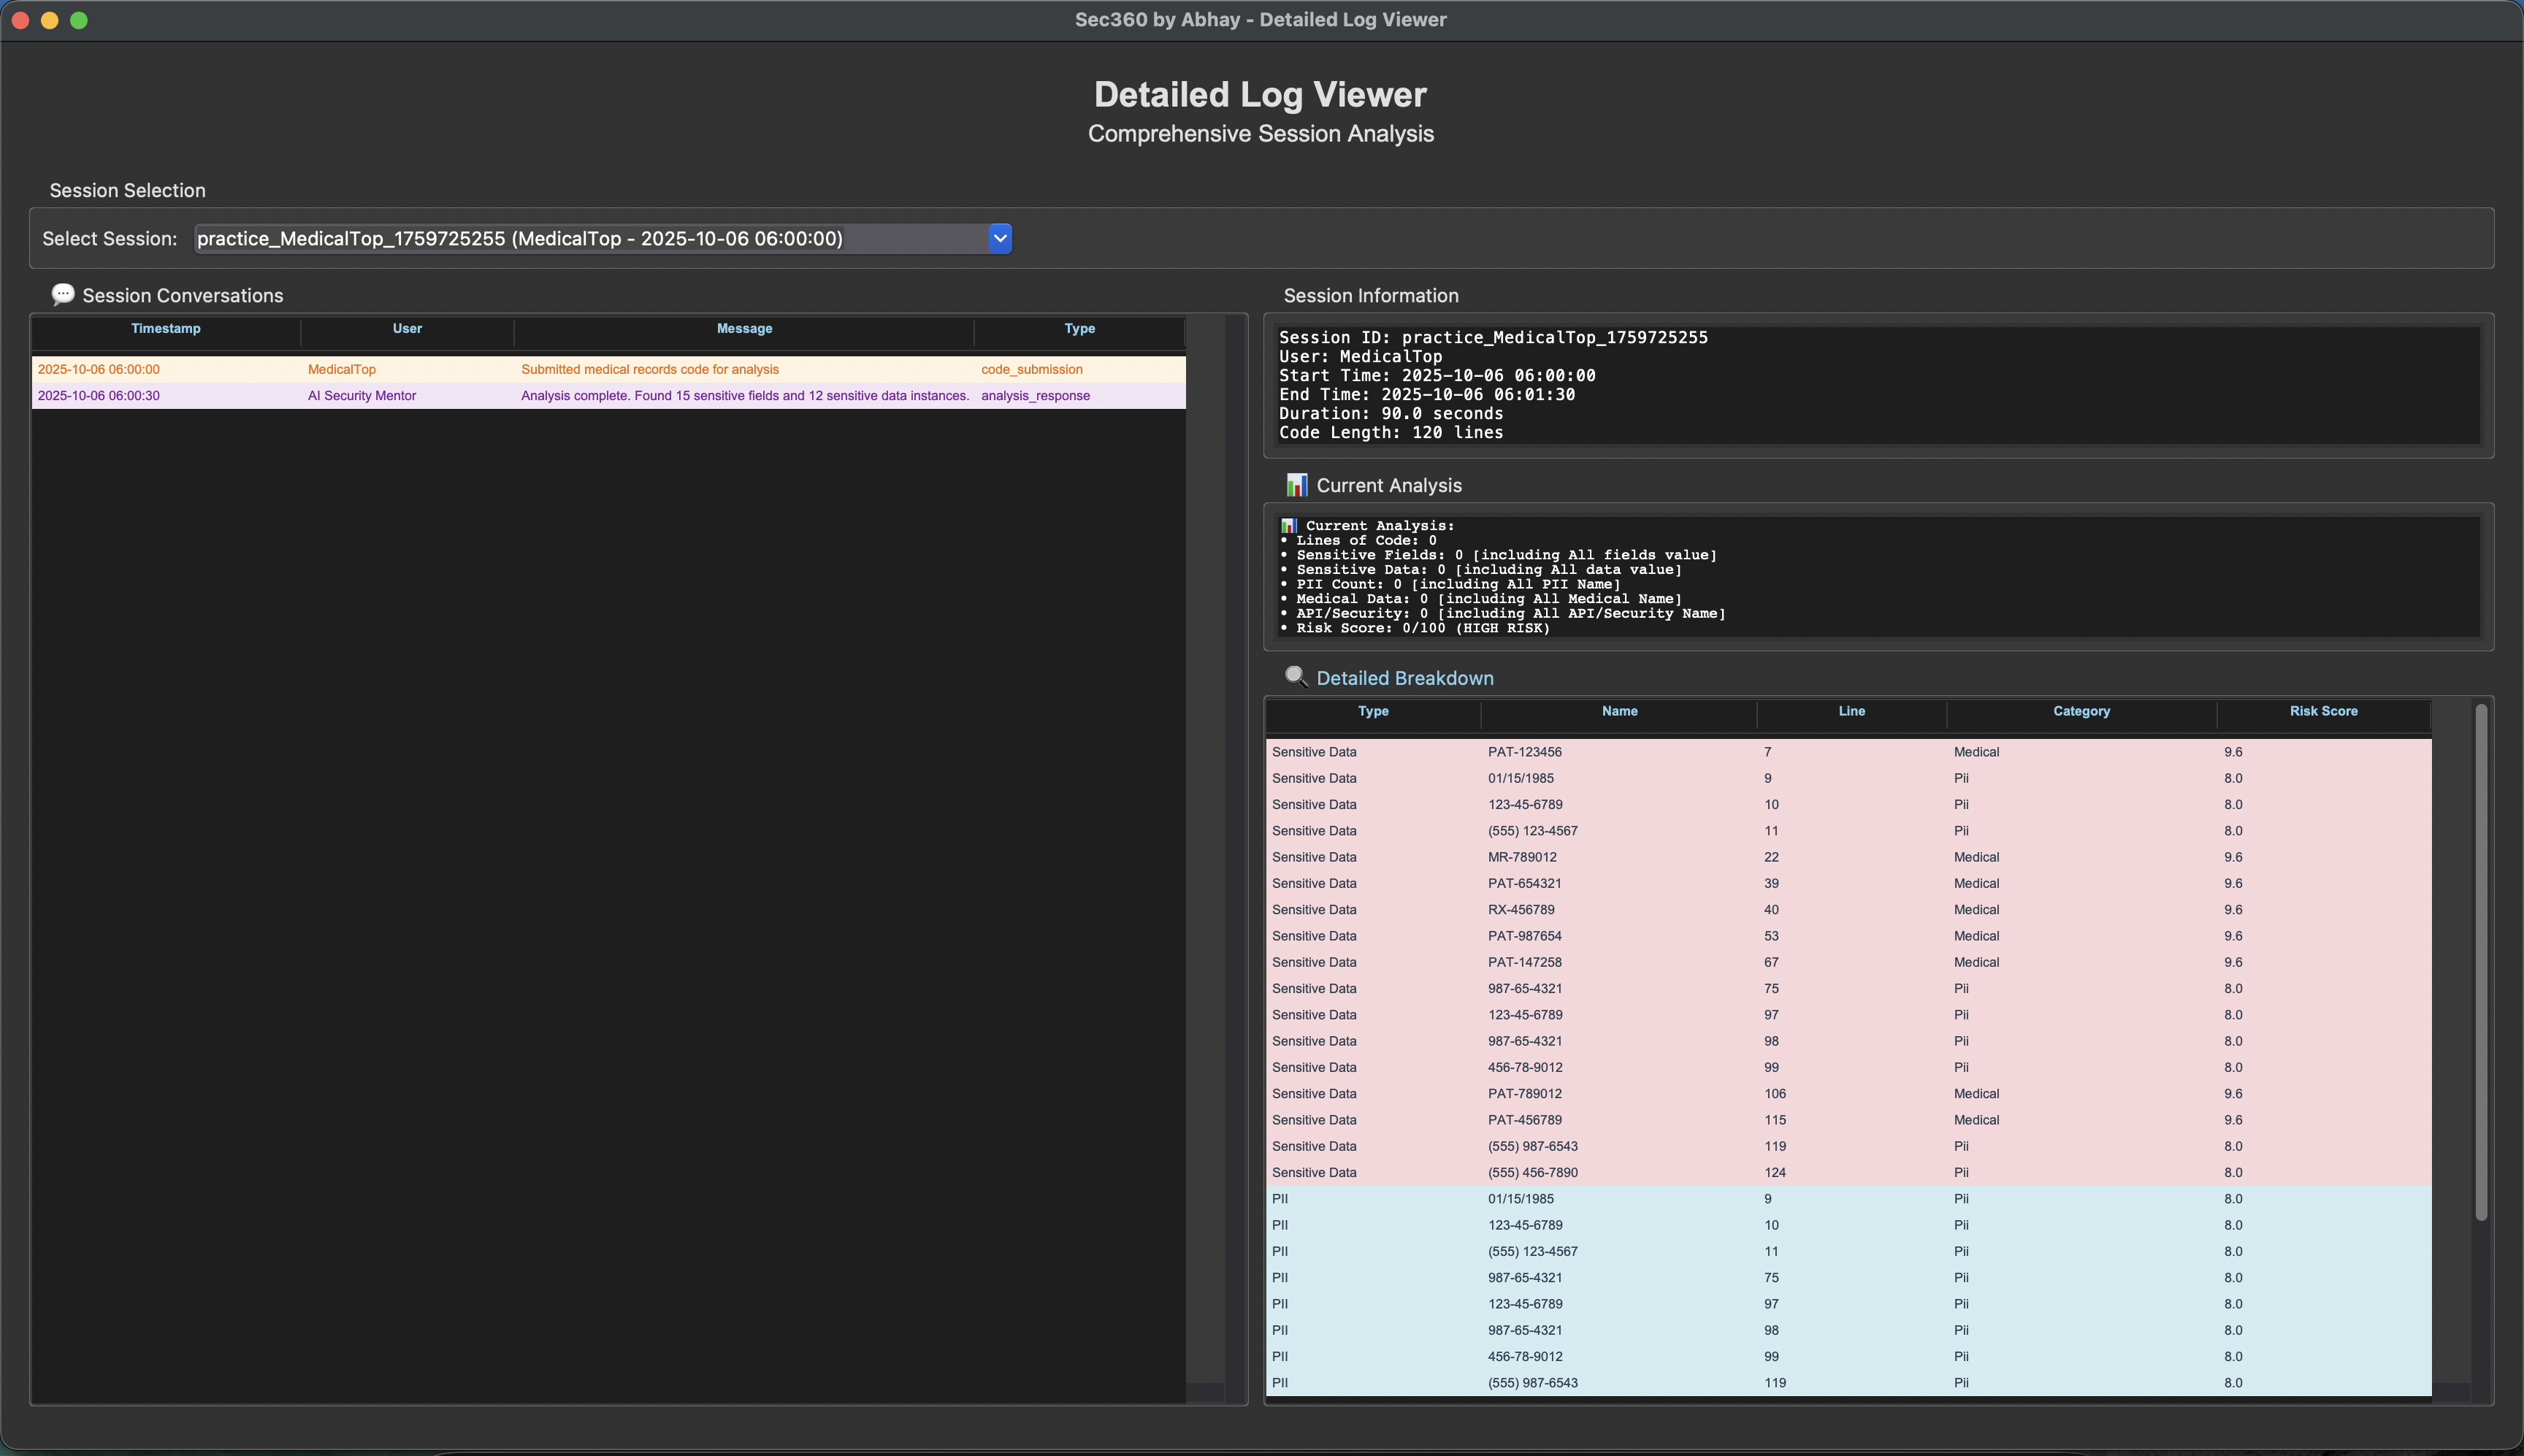 Sec360 by Abhay - Detailed Log Viewer
Detailed Log Viewer
Comprehensive Session Analysis
Session Selection
Select Session: practice_MedicalTop_1759725255 (MedicalTop - 2025-10-06 06:00:00)
Session Conversations
Timestamp User Message Type
2025-10-06 06:00:00 MedicalTop Submitted medical records code for analysis code_submission
2025-10-06 06:00:30 AI Security Mentor Analysis complete. Found 15 sensitive fields and 12 sensitive data instances. analysis_response
Session Information
Session ID: practice_MedicalTop_1759725255
User: MedicalTop
Start Time: 2025-10-06 06:00:00
End Time: 2025-10-06 06:01:30
Duration: 90.0 seconds
Code Length: 120 lines
Current Analysis
Current Analysis:
• Lines of Code: 0
• Sensitive Fields: 0 [including All fields value]
• Sensitive Data: 0 [including All data value]
• PII Count: 0 [including All PII Name]
• Medical Data: 0 [including All Medical Name]
• API/Security: 0 [including All API/Security Name]
• Risk Score: 0/100 (HIGH RISK)
Detailed Breakdown
Type Name Line Category Risk Score
Sensitive Data PAT-123456 7 Medical 9.6
Sensitive Data 01/15/1985 9 Pii 8.0
Sensitive Data 123-45-6789 10 Pii 8.0
Sensitive Data (555) 123-4567 11 Pii 8.0
Sensitive Data MR-789012 22 Medical 9.6
Sensitive Data PAT-654321 39 Medical 9.6
Sensitive Data RX-456789 40 Medical 9.6
Sensitive Data PAT-987654 53 Medical 9.6
Sensitive Data PAT-147258 67 Medical 9.6
Sensitive Data 987-65-4321 75 Pii 8.0
Sensitive Data 123-45-6789 97 Pii 8.0
Sensitive Data 987-65-4321 98 Pii 8.0
Sensitive Data 456-78-9012 99 Pii 8.0
Sensitive Data PAT-789012 106 Medical 9.6
Sensitive Data PAT-456789 115 Medical 9.6
Sensitive Data (555) 987-6543 119 Pii 8.0
Sensitive Data (555) 456-7890 124 Pii 8.0
PII 01/15/1985 9 Pii 8.0
PII 123-45-6789 10 Pii 8.0
PII (555) 123-4567 11 Pii 8.0
PII 987-65-4321 75 Pii 8.0
PII 123-45-6789 97 Pii 8.0
PII 987-65-4321 98 Pii 8.0
PII 456-78-9012 99 Pii 8.0
PII (555) 987-6543 119 Pii 8.0